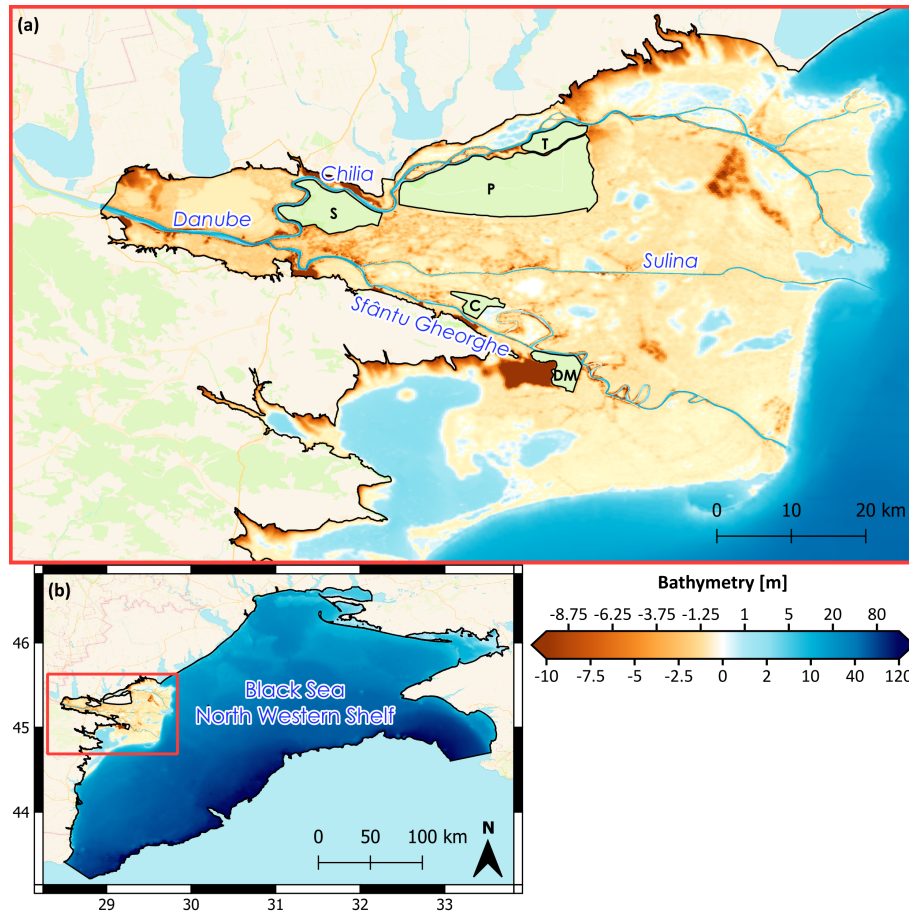 (a)
T
Chilia
P
S
Danube
Sulina
C
Sfântu Gheorghe
DM
0 10 20 km
(b)
46
45
44
Black Sea
North Western Shelf
0 50 100 km
N
29 30 31 32 33
Bathymetry [m]
-8.75 -6.25 -3.75 -1.25 1 5 20 80
-10 -7.5 -5 -2.5 0 2 10 40 120